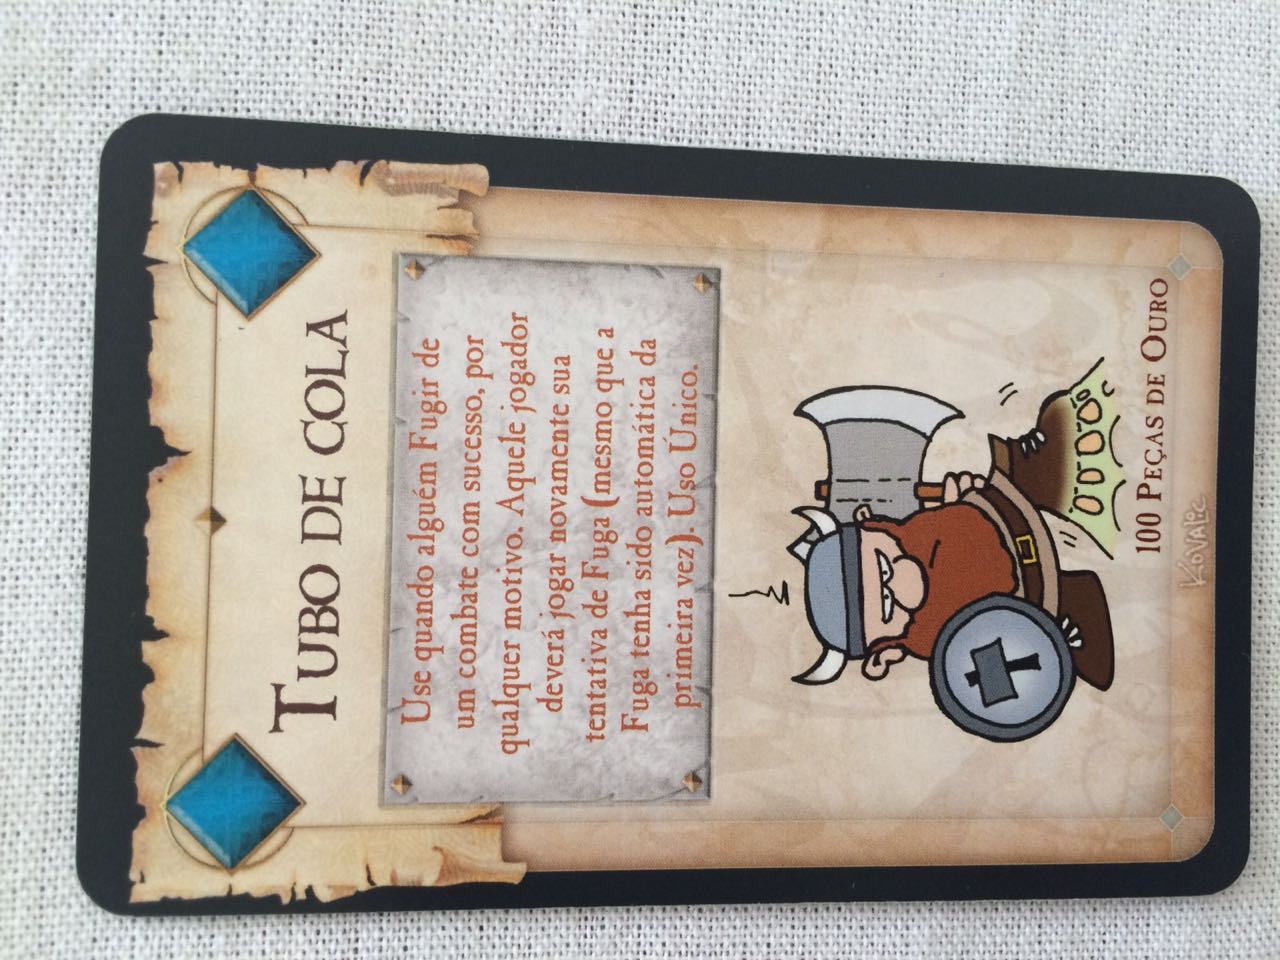 Tubo de cola
Use quando alguém Fugir de
um combate com sucesso, por
qualquer motivo. Aquele jogador
deverá jogar novamente sua
tentativa de Fuga (mesmo que a
Fuga tenha sido automática da
primeira vez). Uso Único.
100 Peças de Ouro
Kovalic